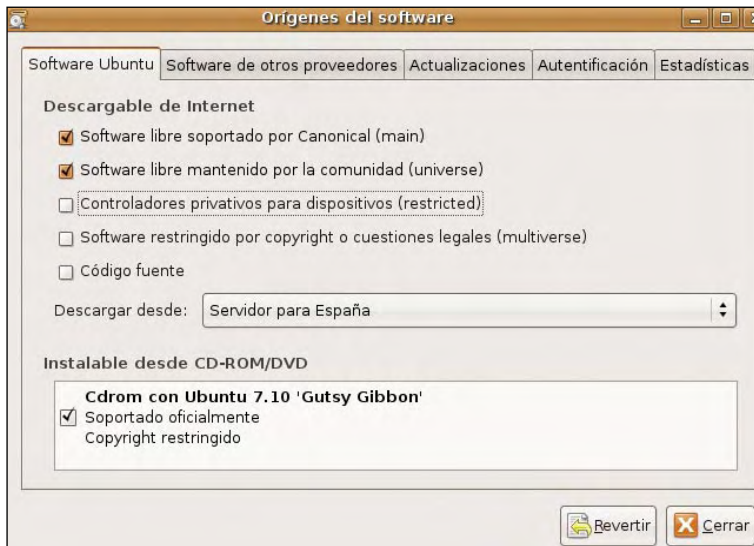 Orígenes del software
Software Ubuntu Software de otros proveedores Actualizaciones Autentificación Estadísticas
Descargable de Internet
Software libre soportado por Canonical (main)
Software libre mantenido por la comunidad (universe)
Controladores privativos para dispositivos (restricted)
Software restringido por copyright o cuestiones legales (multiverse)
Código fuente
Descargar desde: Servidor para España
Instalable desde CD-ROM/DVD
Cdrom con Ubuntu 7.10 'Gutsy Gibbon'
Soportado oficialmente
Copyright restringido
Revertir Cerrar